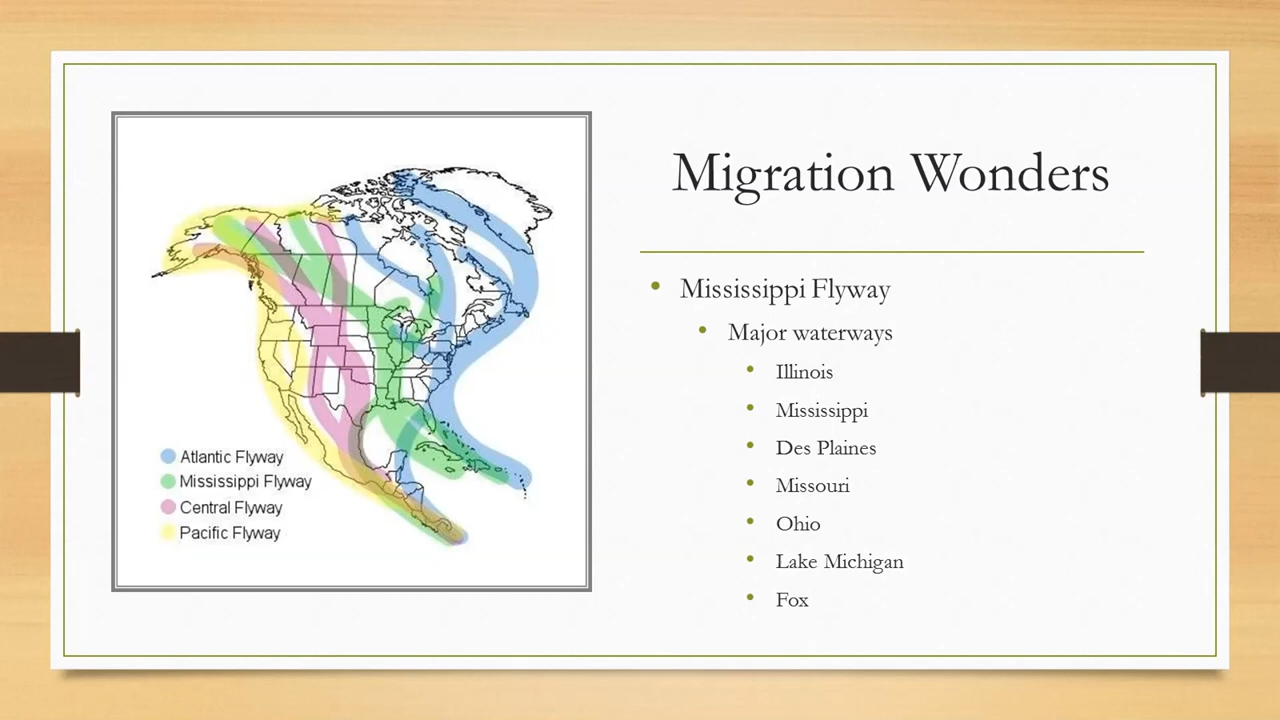 Migration Wonders
Atlantic Flyway
Mississippi Flyway
Central Flyway
Pacific Flyway
• Mississippi Flyway
• Major waterways
• Illinois
• Mississippi
• Des Plaines
• Missouri
• Ohio
• Lake Michigan
• Fox